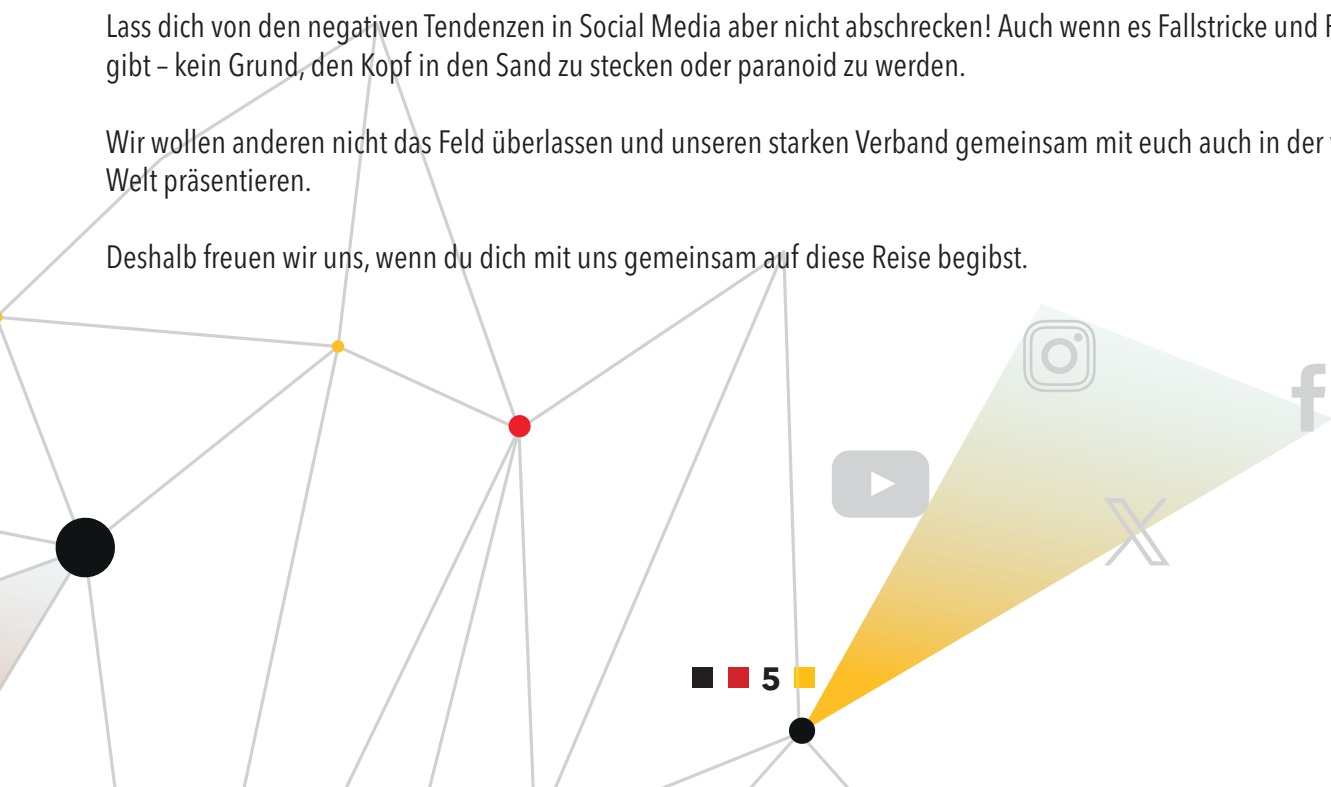 Lass dich von den negativen Tendenzen in Social Media aber nicht abschrecken! Auch wenn es Fallstricke und
gibt – kein Grund, den Kopf in den Sand zu stecken oder paranoid zu werden.
Wir wollen anderen nicht das Feld überlassen und unseren starken Verband gemeinsam mit euch auch in der
Welt präsentieren.
Deshalb freuen wir uns, wenn du dich mit uns gemeinsam auf diese Reise begibst.
5